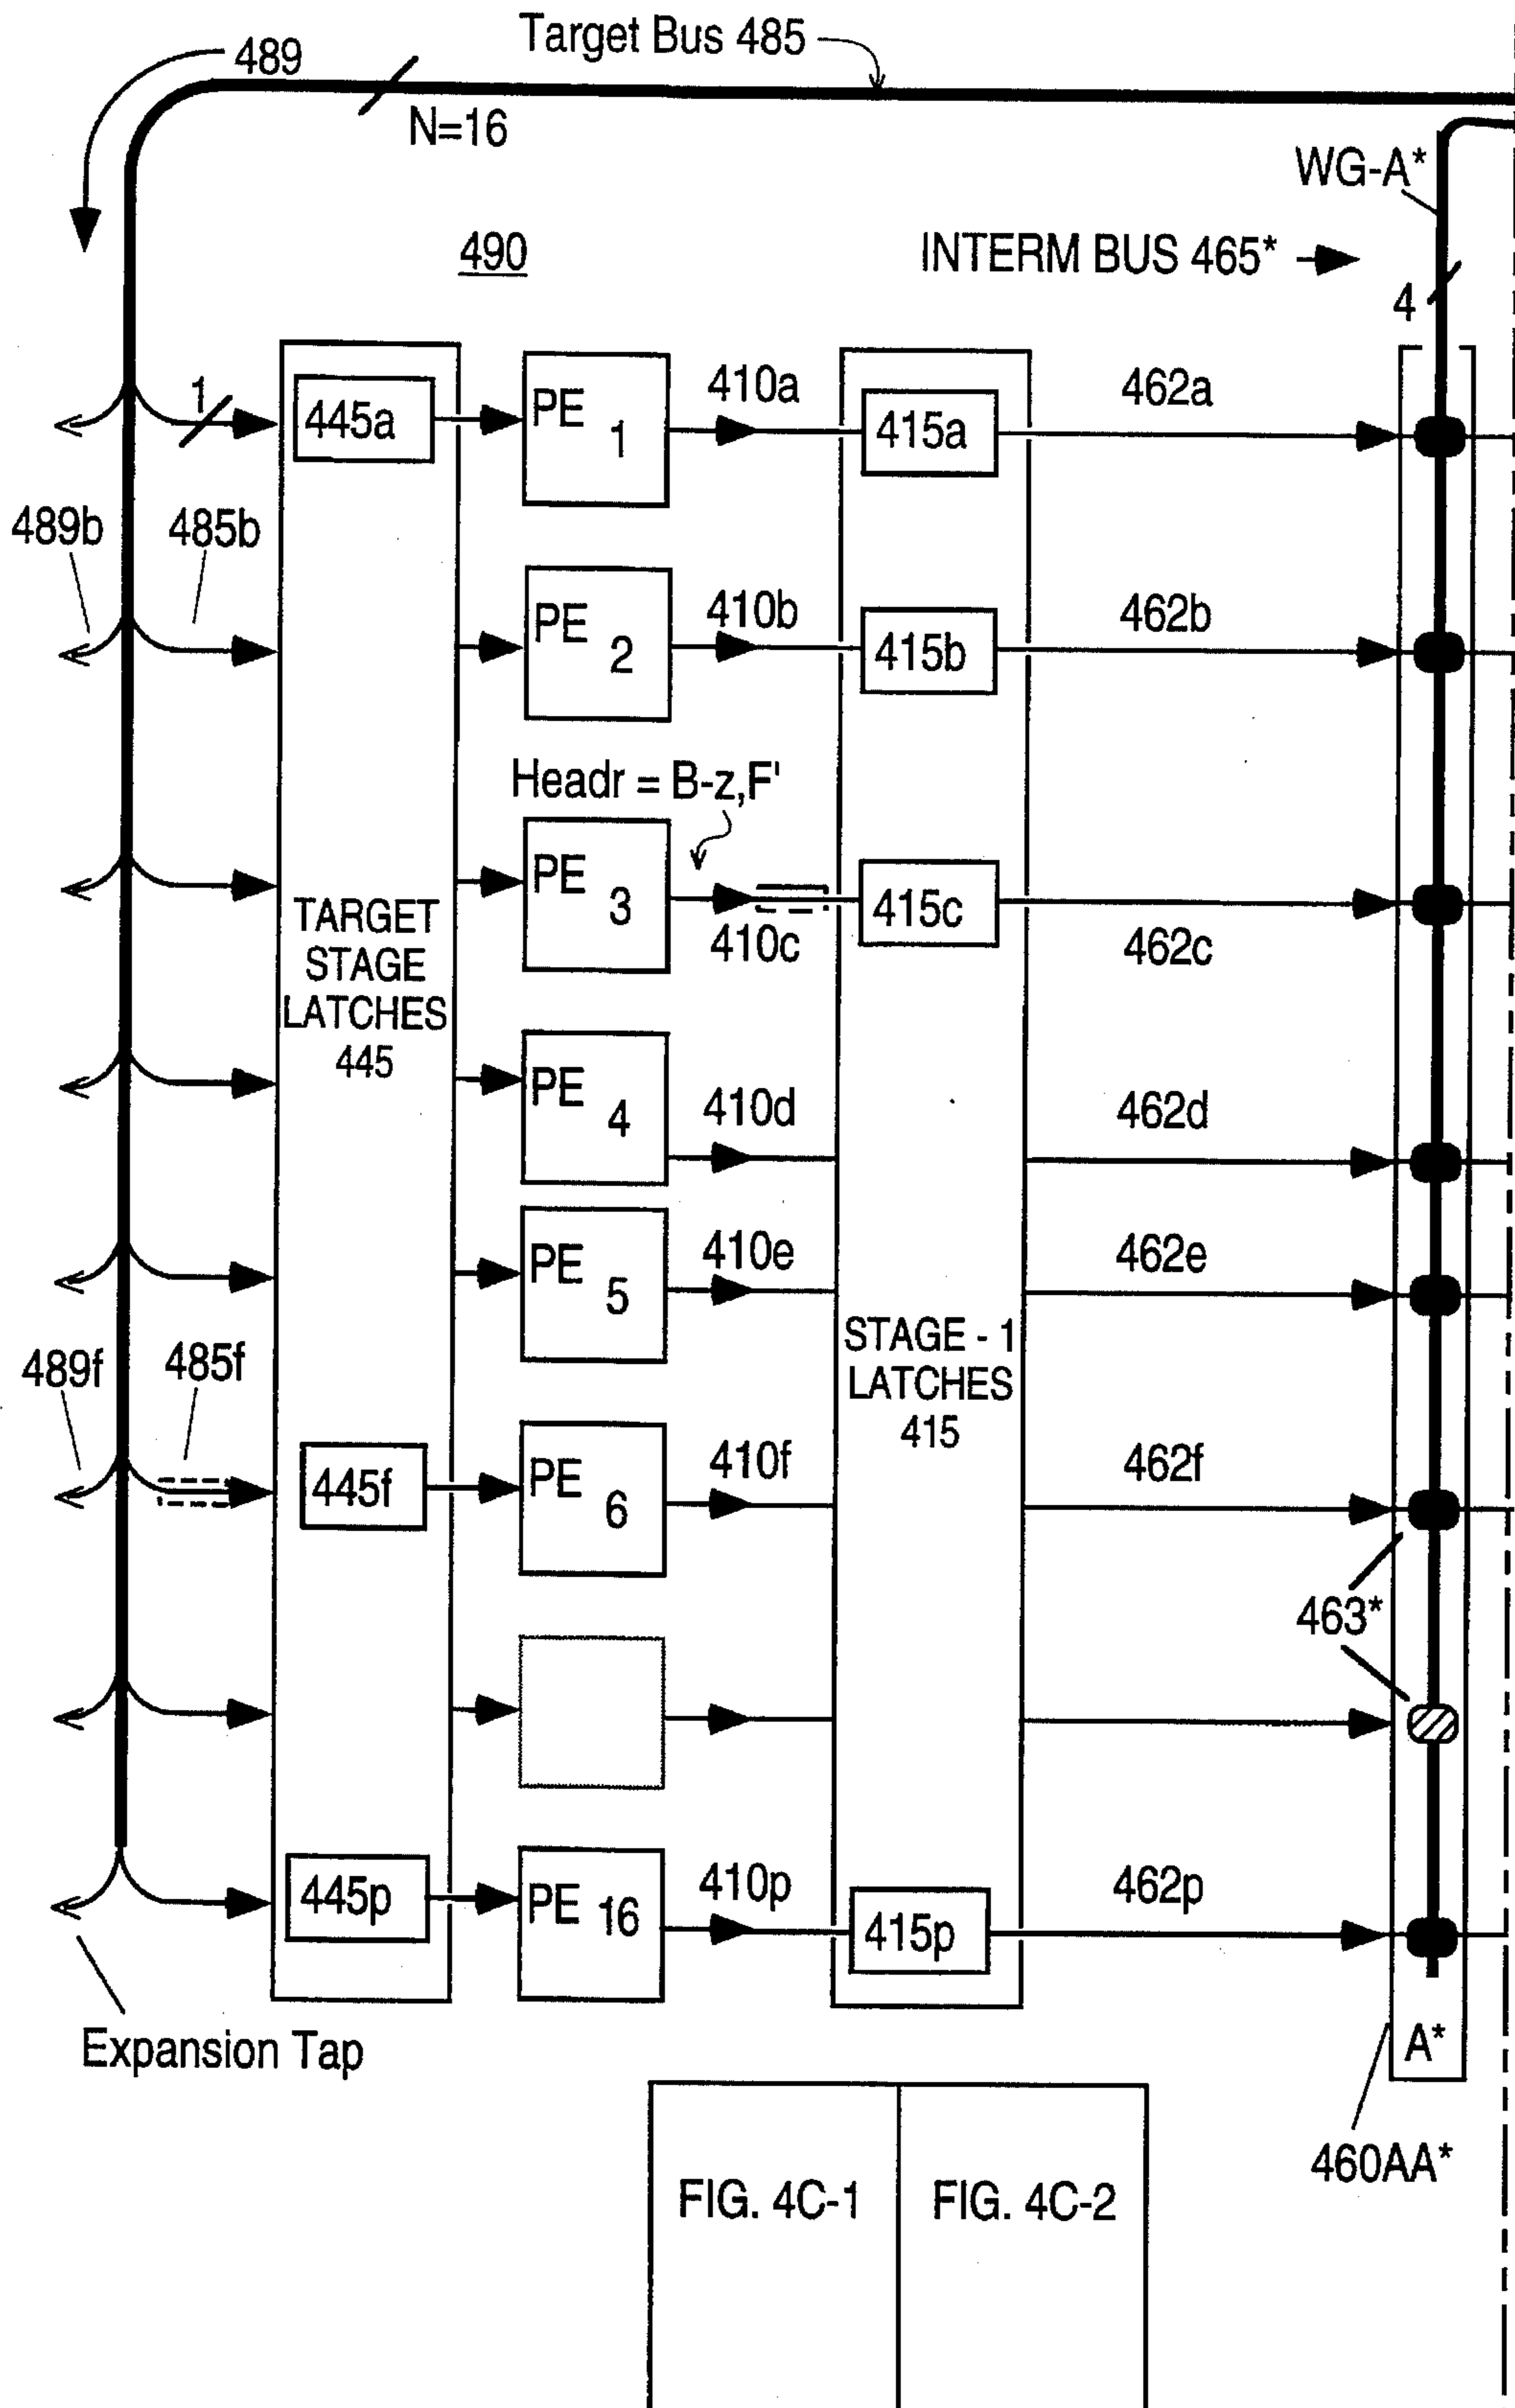 Target Bus 485
489
N=16
WG-A*
490
INTERM BUS 465*
4
1
445a
PE 1
410a
415a
462a
489b
485b
PE 2
410b
415b
462b
Headr = B-z,F'
PE 3
410c
415c
462c
TARGET
STAGE
LATCHES
445
PE 4
410d
462d
PE 5
410e
462e
STAGE - 1
LATCHES
415
489f
485f
445f
PE 6
410f
462f
463*
445p
PE 16
410p
415p
462p
Expansion Tap
A*
460AA*
FIG. 4C-1
FIG. 4C-2